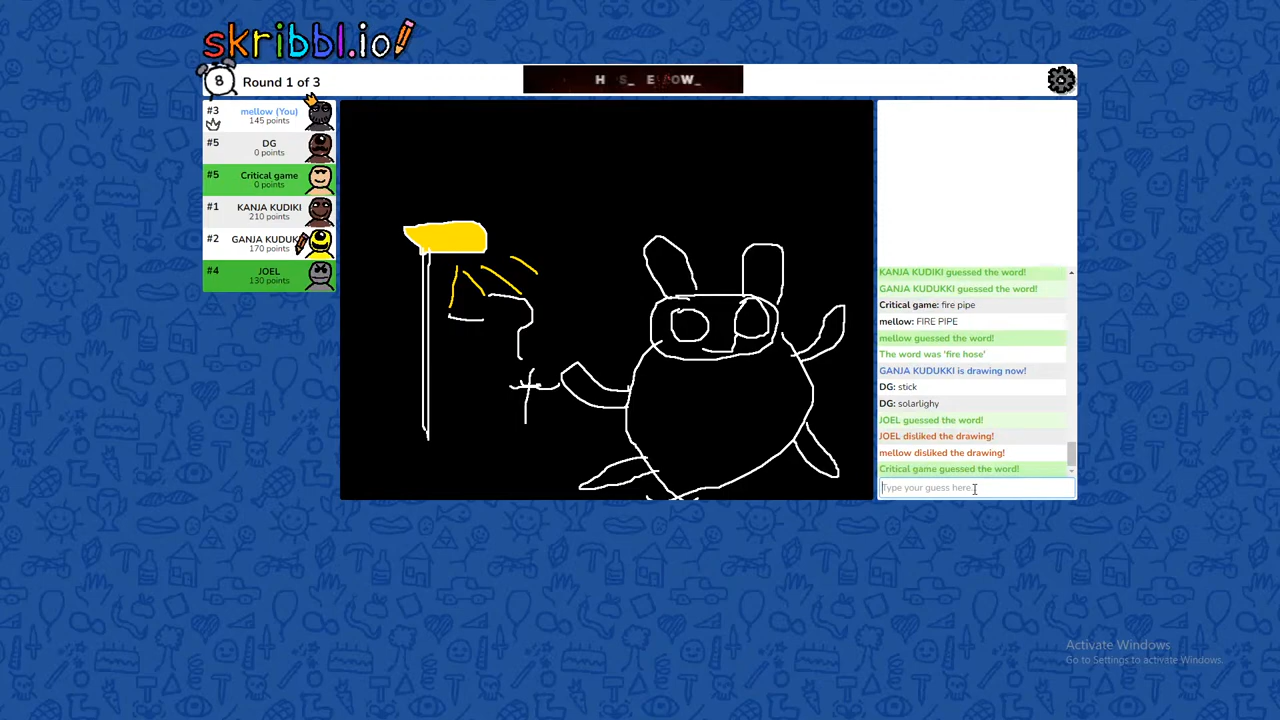 skribbl.io!
8
Round 1 of 3
H S_ E OW_
#3
mellow (You)
145 points
#5
DG
0 points
#5
Critical game
0 points
#1
KANJA KUDIKI
210 points
#2
GANJA KUDUK
170 points
#4
JOEL
130 points
KANJA KUDIKI guessed the word!
GANJA KUDUKKI guessed the word!
Critical game: fire pipe
mellow: FIRE PIPE
mellow guessed the word!
The word was 'fire hose'
GANJA KUDUKKI is drawing now!
DG: stick
DG: solarlighy
JOEL guessed the word!
JOEL disliked the drawing!
mellow disliked the drawing!
Critical game guessed the word!
Type your guess here...
Activate Windows
Go to Settings to activate Windows.